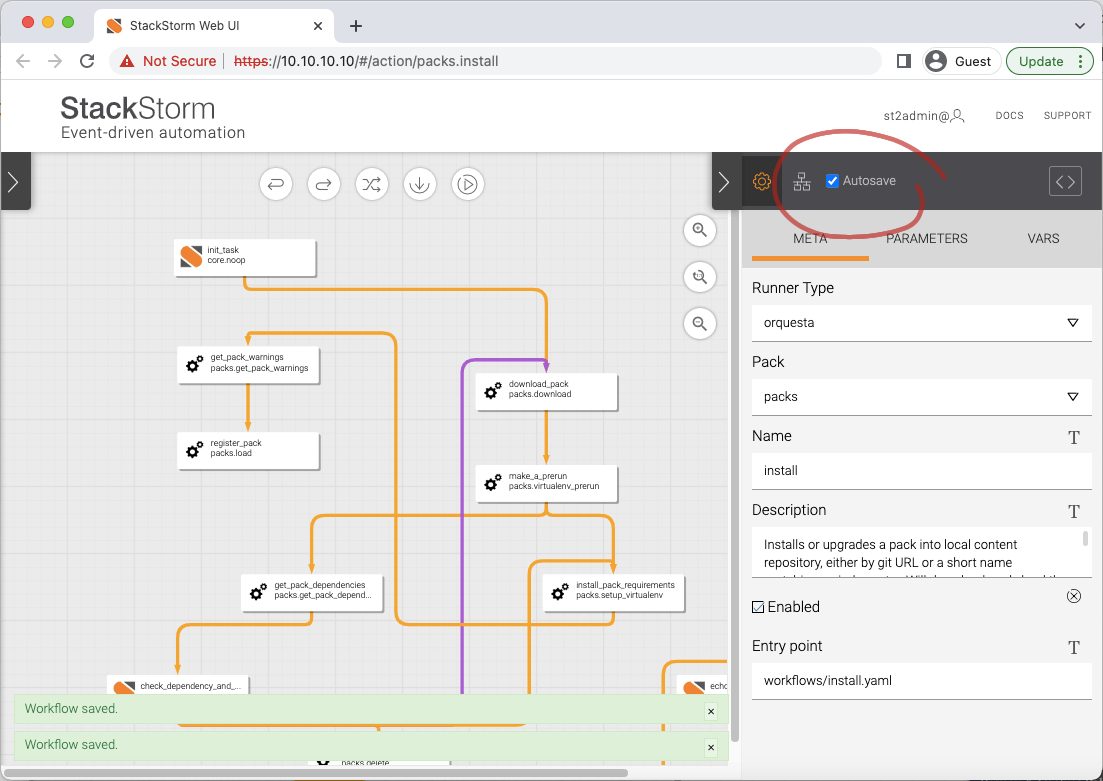 StackStorm Web UI
Not Secure
https://10.10.10.10/#/action/packs.install
Guest
Update
StackStorm
Event-driven automation
st2admin@
DOCS
SUPPORT
Autosave
META
PARAMETERS
VARS
init_task
core.noop
get_pack_warnings
packs.get_pack_warnings
register_pack
packs.load
download_pack
packs.download
make_a_prerun
packs.virtualenv_prerun
get_pack_dependencies
packs.get_pack_depend...
install_pack_requirements
packs.setup_virtualenv
check_dependency_and_...
echo
packs.delete
Workflow saved.
Workflow saved.
Runner Type
orquesta
Pack
packs
Name
install
Description
Installs or upgrades a pack into local content
repository, either by git URL or a short name
Enabled
Entry point
workflows/install.yaml